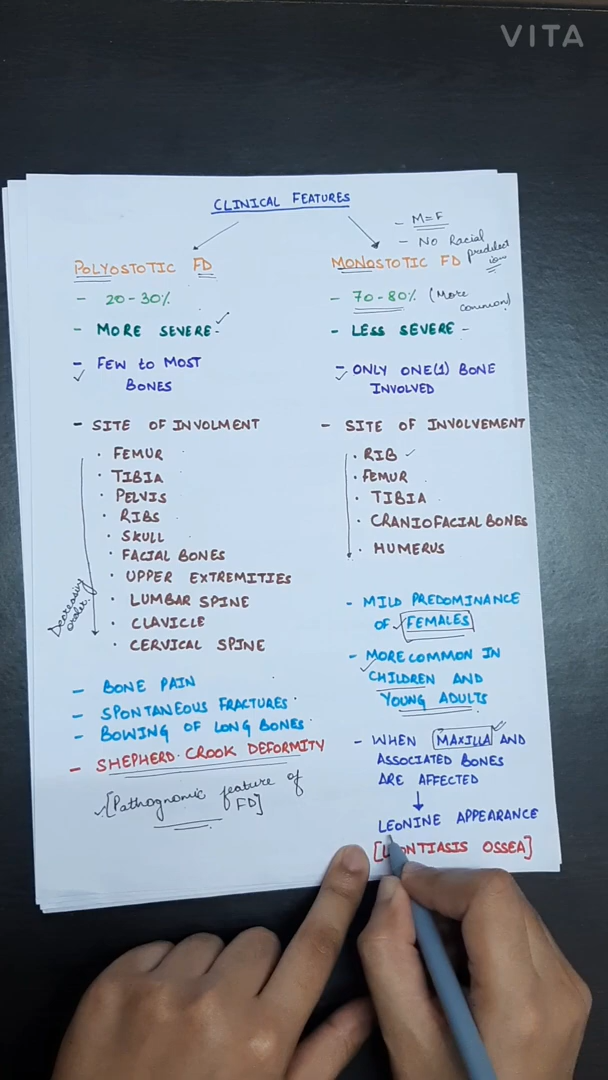 VITA
CLINICAL FEATURES
- M=F
- No Racial
predilect
ion
POLYOSTOTIC FD
- 20-30%
- MORE SEVERE -
- FEW to MOST
BONES
- SITE OF INVOLMENT
· FEMUR
· TIBIA
· PELVIS
· RIBS
· SKULL
· FACIAL BONES
· UPPER EXTREMITIES
· LUMBAR SPINE
· CLAVICLE
· CERVICAL SPINE
Decreasing
order.
- BONE PAIN
- SPONTANEOUS FRACTURES
- BOWING OF LONG BONES
- SHEPHERD-CROOK DEFORMITY
[Pathognomic feature of
FD]
MONOSTOTIC FD
- 70-80% (More
common)
- LESS SEVERE -
- ONLY ONE(1) BONE
INVOLVED
- SITE OF INVOLVEMENT
· RIB
· FEMUR
· TIBIA
· CRANIOFACIAL BONES
· HUMERUS
- MILD PREDOMINANCE
OF FEMALES
- MORE COMMON IN
CHILDREN AND
YOUNG ADULTS
- WHEN MAXILLA AND
ASSOCIATED BONES
ARE AFFECTED
LEONINE APPEARANCE
[LEONTIASIS OSSEA]